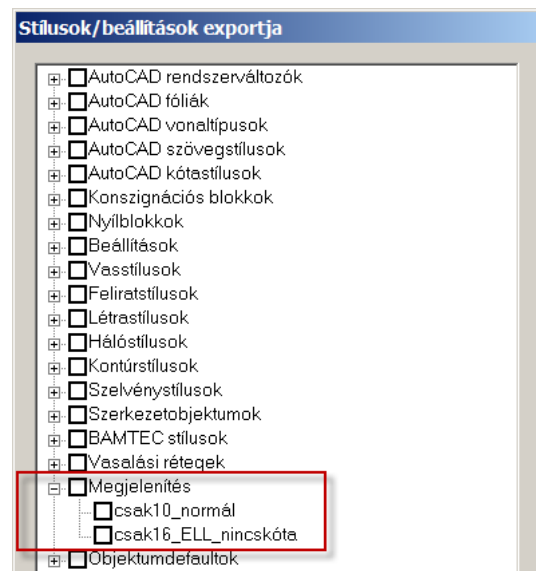 Stílusok/beállítások exportja
AutoCAD rendszerváltozók
AutoCAD fóliák
AutoCAD vonaltípusok
AutoCAD szövegstílusok
AutoCAD kótastílusok
Konszignációs blokkok
Nyílblokkok
Beállítások
Vasstílusok
Feliratstílusok
Létrastílusok
Hálóstílusok
Kontúrstílusok
Szelvénystílusok
Szerkezetobjektumok
BAMTEC stílusok
Vasalási rétegek
Megjelenítés
csak10_normál
csak16_ELL_nincskóta
Objektumdefaultok